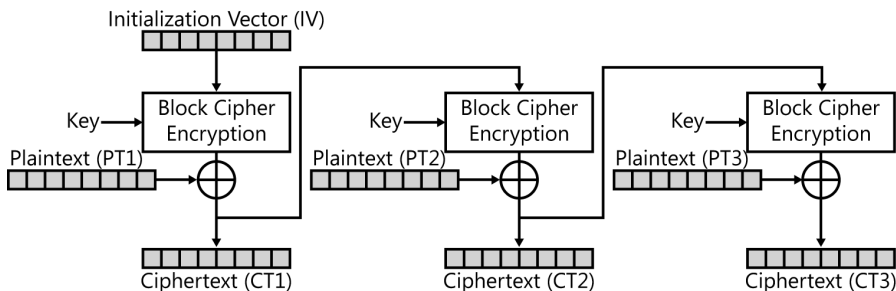 Initialization Vector (IV)
Key
Block Cipher
Encryption
Plaintext (PT1)
Ciphertext (CT1)
Key
Block Cipher
Encryption
Plaintext (PT2)
Ciphertext (CT2)
Key
Block Cipher
Encryption
Plaintext (PT3)
Ciphertext (CT3)